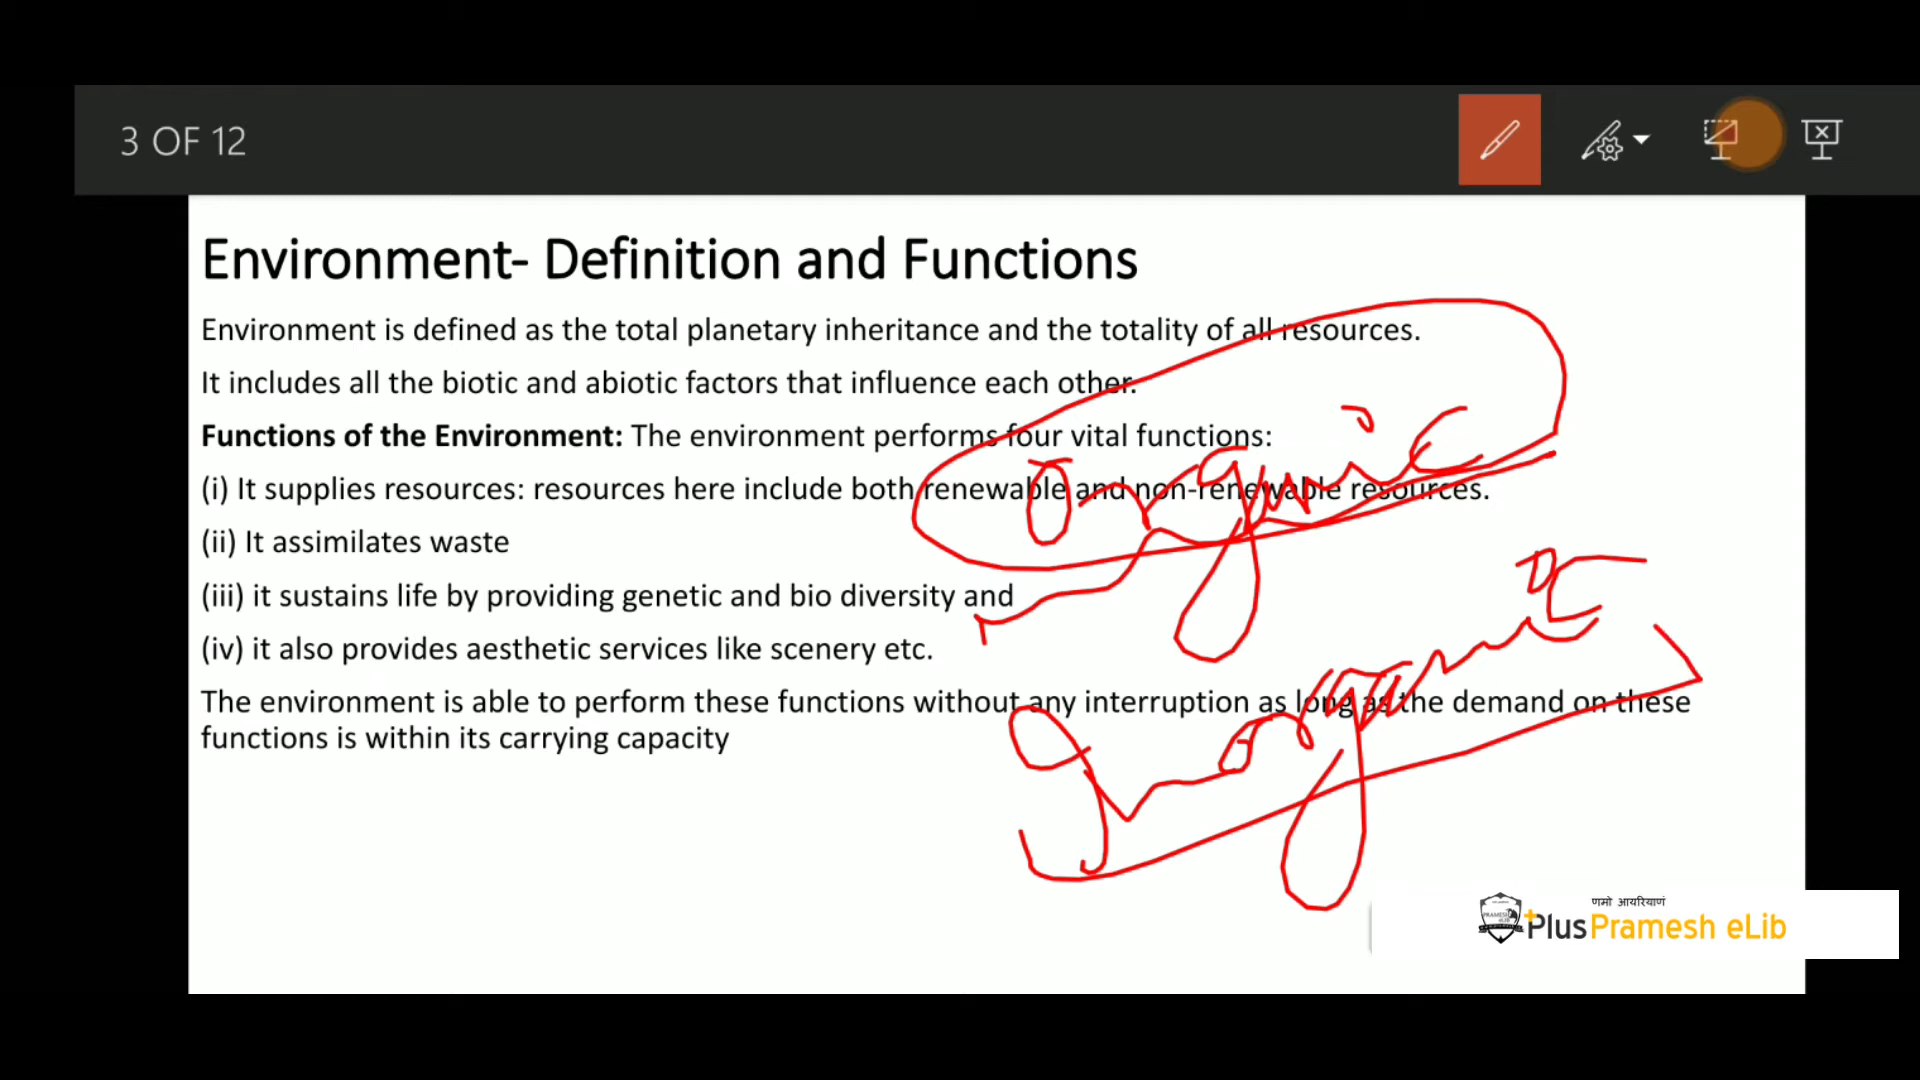 3 OF 12
Environment- Definition and Functions
Environment is defined as the total planetary inheritance and the totality of all resources.
It includes all the biotic and abiotic factors that influence each other.
Functions of the Environment: The environment performs four vital functions:
(i) It supplies resources: resources here include both renewable and non-renewable resources.
Organic
(ii) It assimilates waste
(iii) it sustains life by providing genetic and bio diversity and
(iv) it also provides aesthetic services like scenery etc.
The environment is able to perform these functions without any interruption as long as the demand on these
functions is within its carrying capacity
Inorganic
णमो आयरियाणं
PlusPramesh eLib